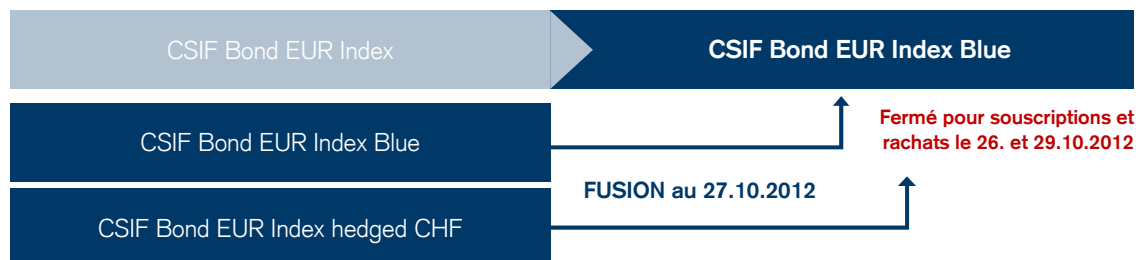 CSIF Bond EUR Index
CSIF Bond EUR Index Blue
CSIF Bond EUR Index Blue
Fermé pour souscriptions et
rachats le 26. et 29.10.2012
FUSION au 27.10.2012
CSIF Bond EUR Index hedged CHF